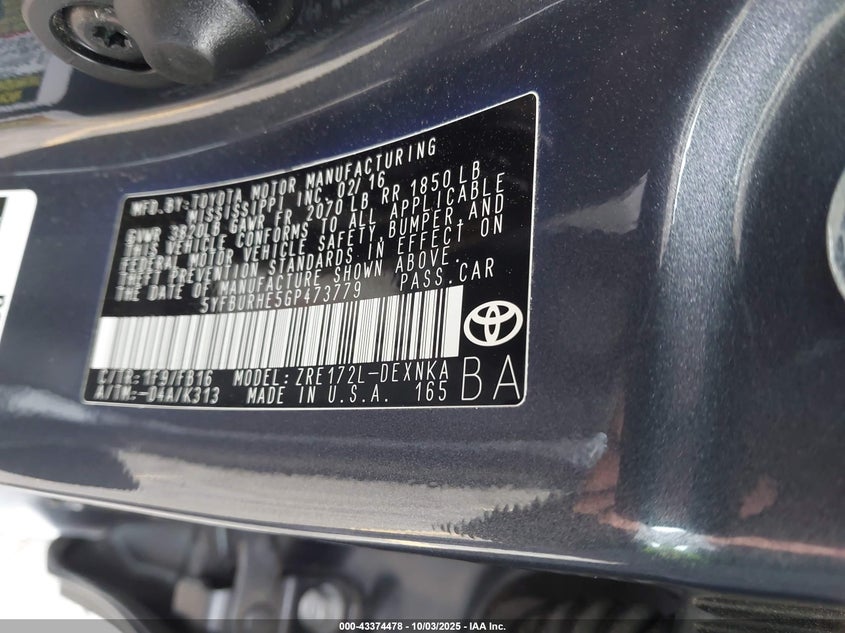 MFD.BY:TOYOTA MOTOR MANUFACTURING
MISSISSIPPI INC. 02/16
GVWR 3820LB GAWR FR 2070LB RR 1850LB
THIS VEHICLE CONFORMS TO ALL APPLICABLE
FEDERAL MOTOR VEHICLE SAFETY, BUMPER, AND
THEFT PREVENTION STANDARDS IN EFFECT ON
THE DATE OF MANUFACTURE SHOWN ABOVE.
5YFBURHE5GP473779 PASS.CAR
C/TR: 1F9/FB16 MODEL: ZRE172L-DEXNKA
A/TM:-04A/K313 MADE IN U.S.A. 165
BA
000-43374478 - 10/03/2025 - IAA Inc.